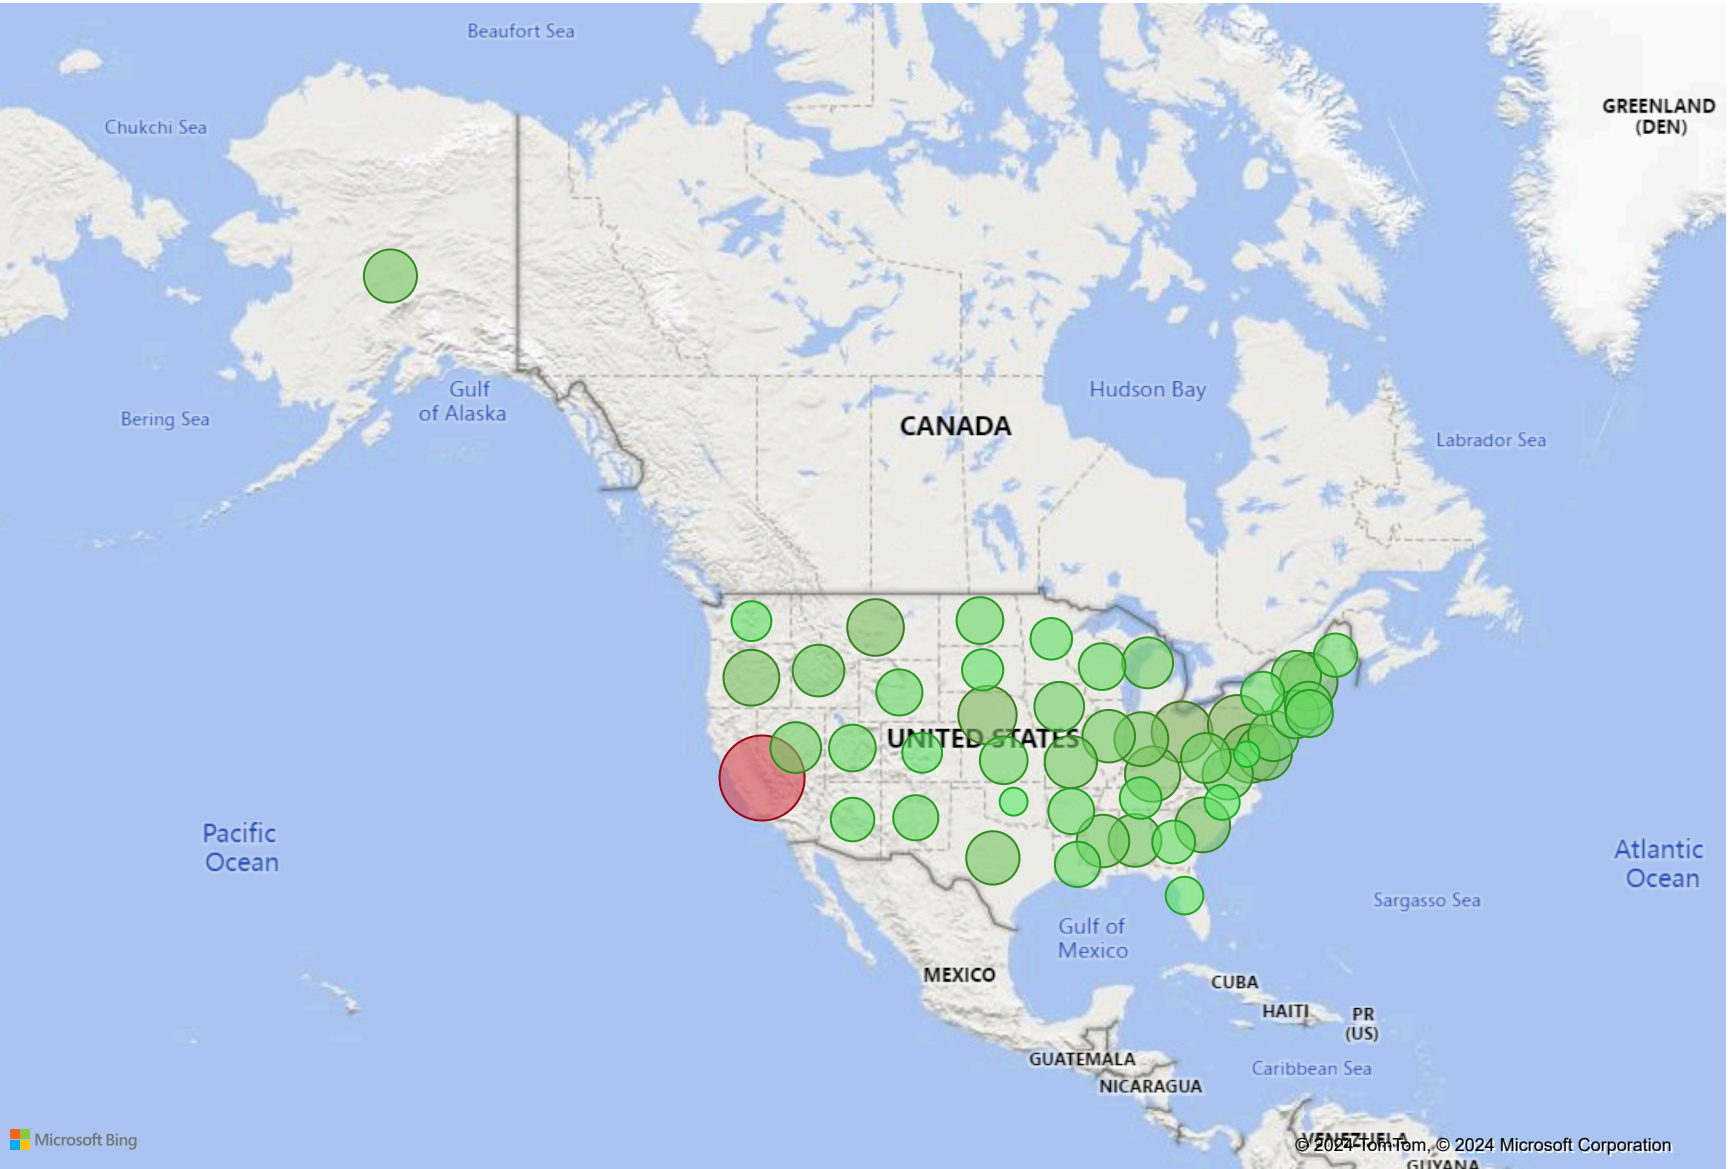 Beaufort Sea
GREENLAND
(DEN)
Chukchi Sea
Gulf
of Alaska
Hudson Bay
Bering Sea
CANADA
Labrador Sea
UNITED STATES
Pacific
Ocean
Atlantic
Ocean
Sargasso Sea
Gulf of
Mexico
MEXICO
CUBA
HAITI
PR
(US)
GUATEMALA
Caribbean Sea
NICARAGUA
Microsoft Bing
VENEZUELA
© 2024 TomTom, © 2024 Microsoft Corporation
GUYANA